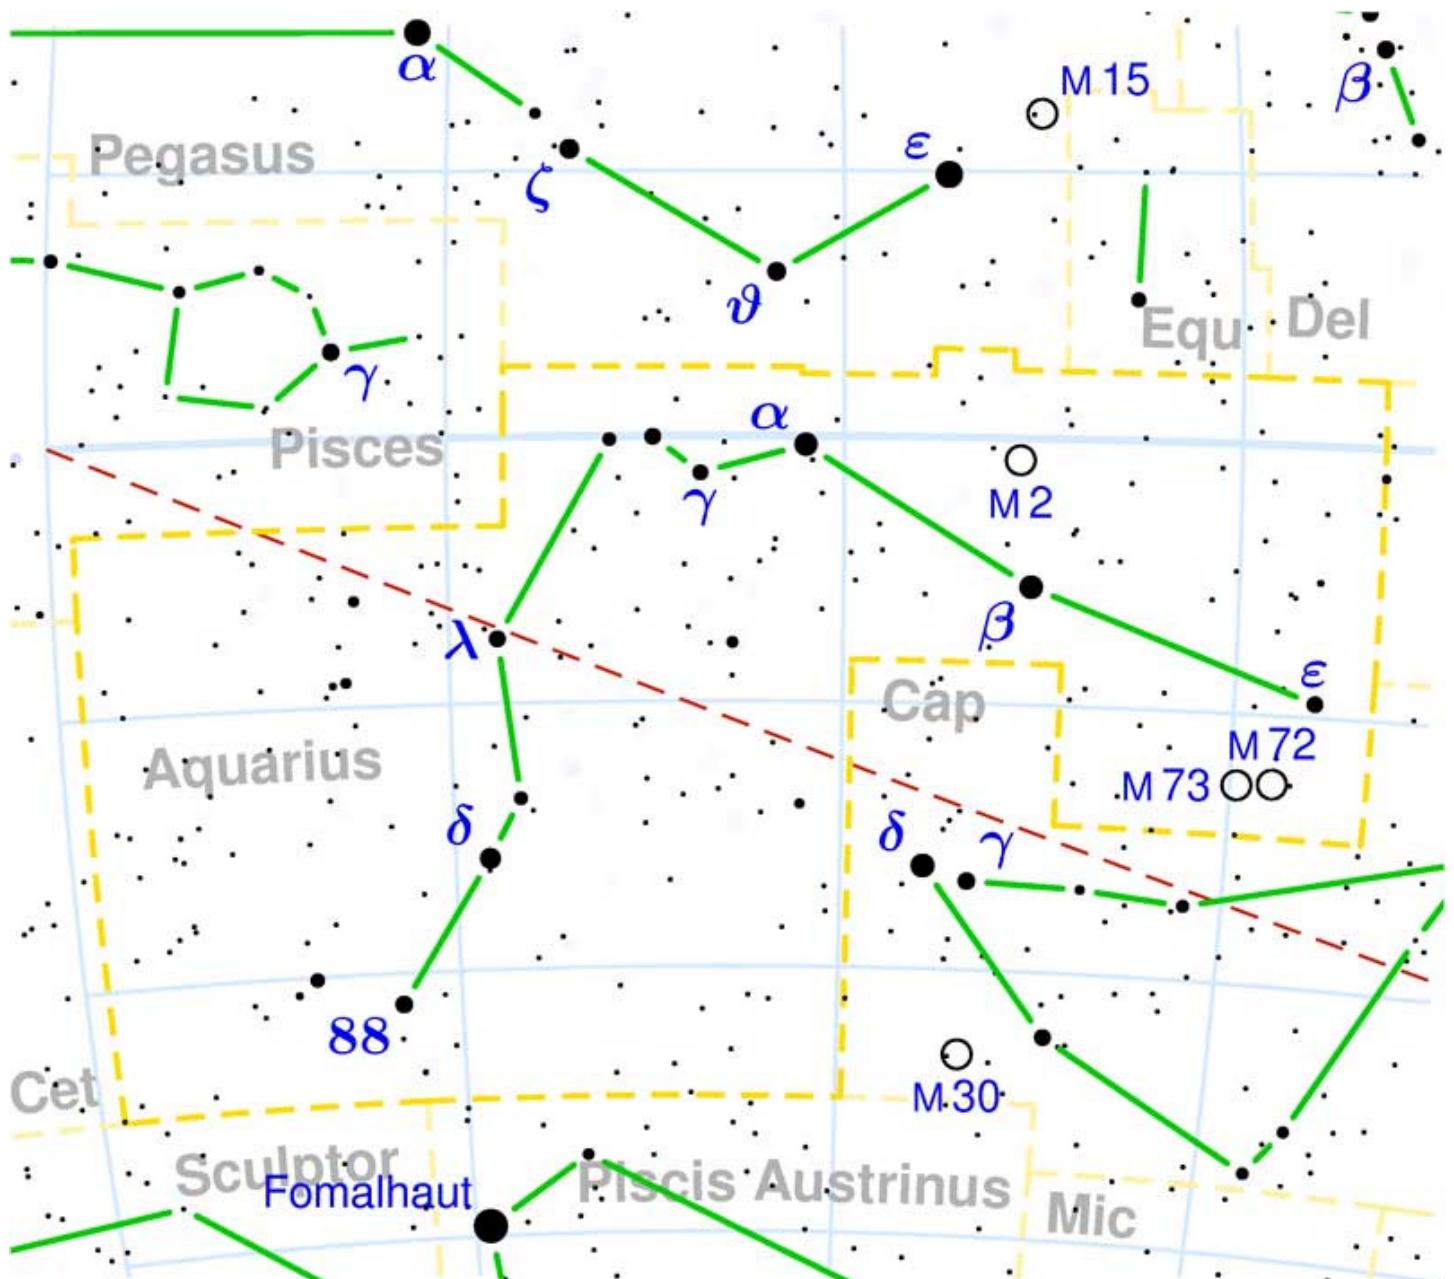 α
M 15
β
Pegasus
ε
ζ
ϑ
Equ
Del
γ
α
Pisces
γ
M 2
β
λ
ε
Cap
M 72
Aquarius
M 73
δ
δ
γ
88
M 30
Cet
Sculptor
Piscis Austrinus
Fomalhaut
Mic